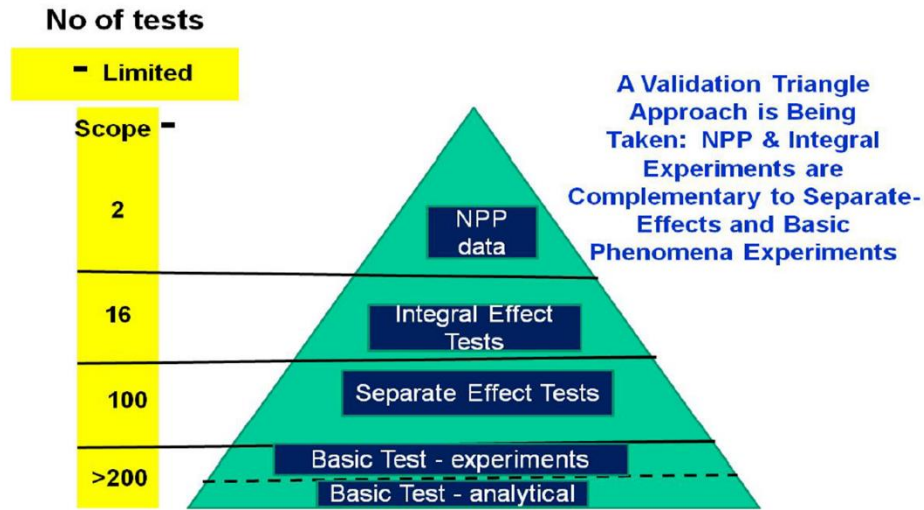 No of tests
- Limited
Scope -
2
16
100
>200
NPP
data
Integral Effect
Tests
Separate Effect Tests
Basic Test - experiments
Basic Test - analytical
A Validation Triangle
Approach is Being
Taken: NPP & Integral
Experiments are
Complementary to Separate-
Effects and Basic
Phenomena Experiments